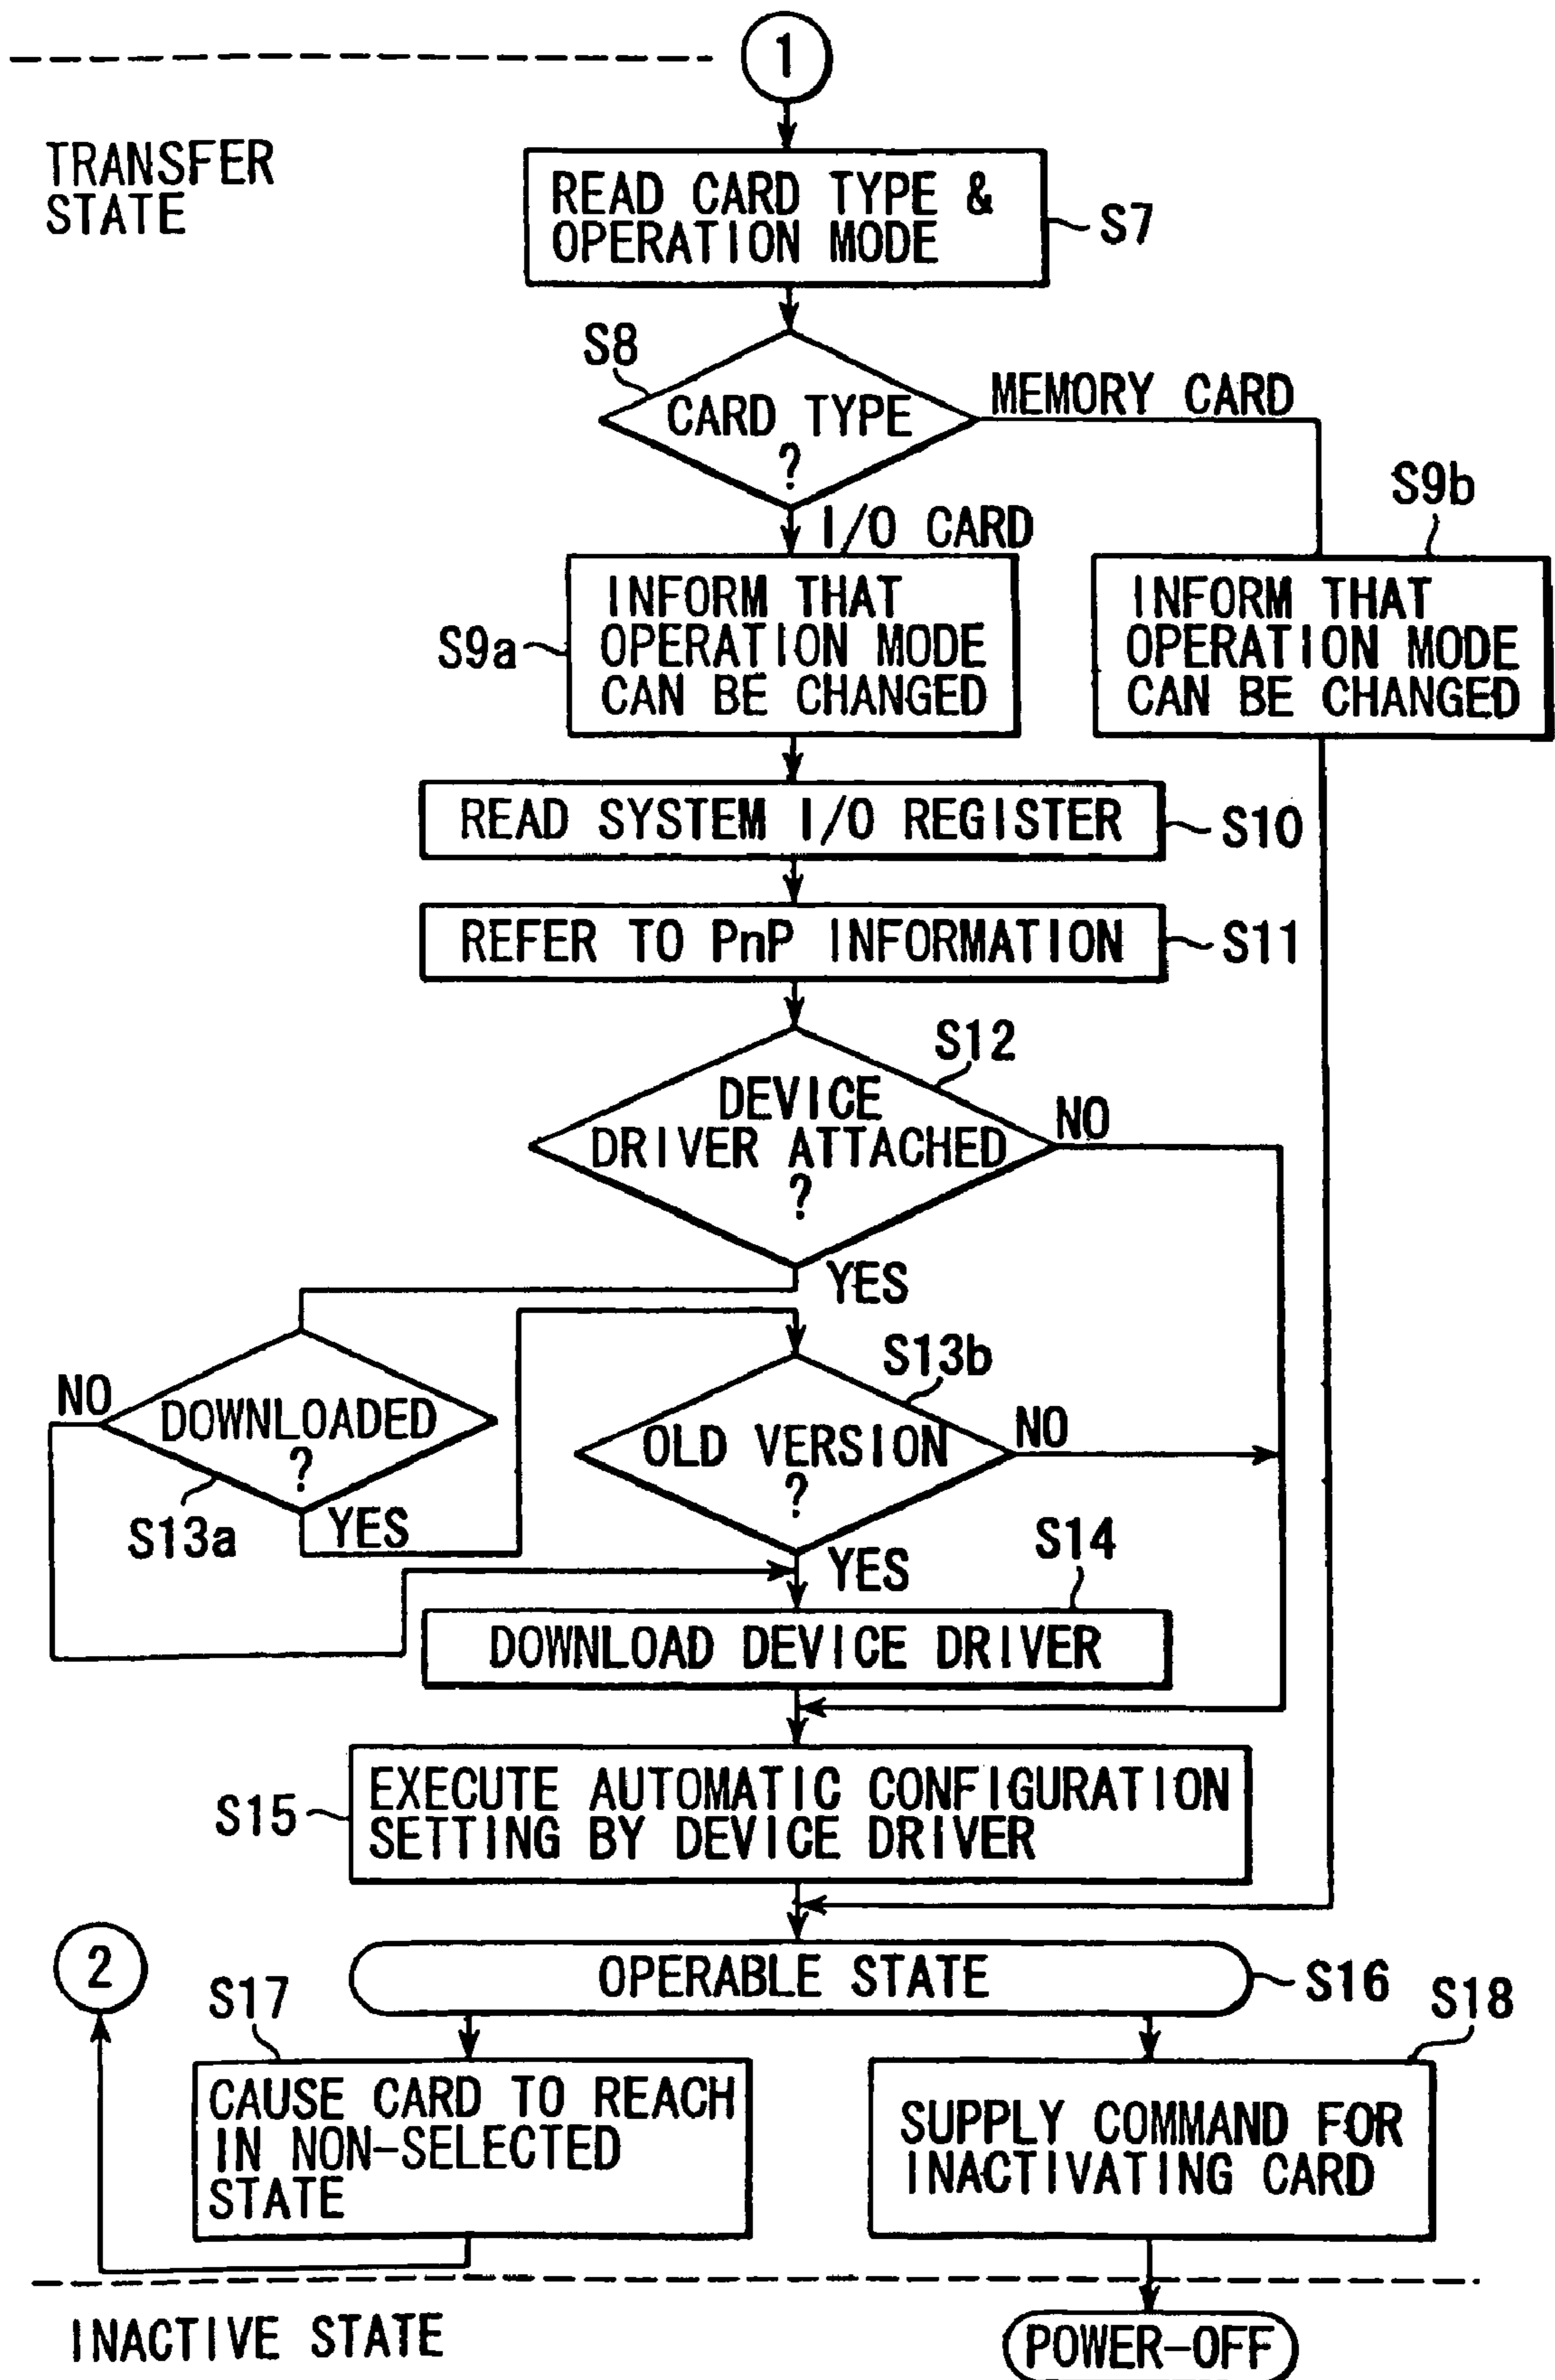 1
TRANSFER
STATE
READ CARD TYPE &
OPERATION MODE
S7
S8
CARD TYPE
?
MEMORY CARD
I/O CARD
S9b
S9a
INFORM THAT
OPERATION MODE
CAN BE CHANGED
INFORM THAT
OPERATION MODE
CAN BE CHANGED
READ SYSTEM I/O REGISTER
S10
REFER TO PnP INFORMATION
S11
S12
DEVICE
DRIVER ATTACHED
?
NO
YES
NO
DOWNLOADED
?
S13a
YES
S13b
OLD VERSION
?
NO
YES
S14
DOWNLOAD DEVICE DRIVER
S15
EXECUTE AUTOMATIC CONFIGURATION
SETTING BY DEVICE DRIVER
2
OPERABLE STATE
S16
S17
S18
CAUSE CARD TO REACH
IN NON-SELECTED
STATE
SUPPLY COMMAND FOR
INACTIVATING CARD
INACTIVE STATE
POWER-OFF